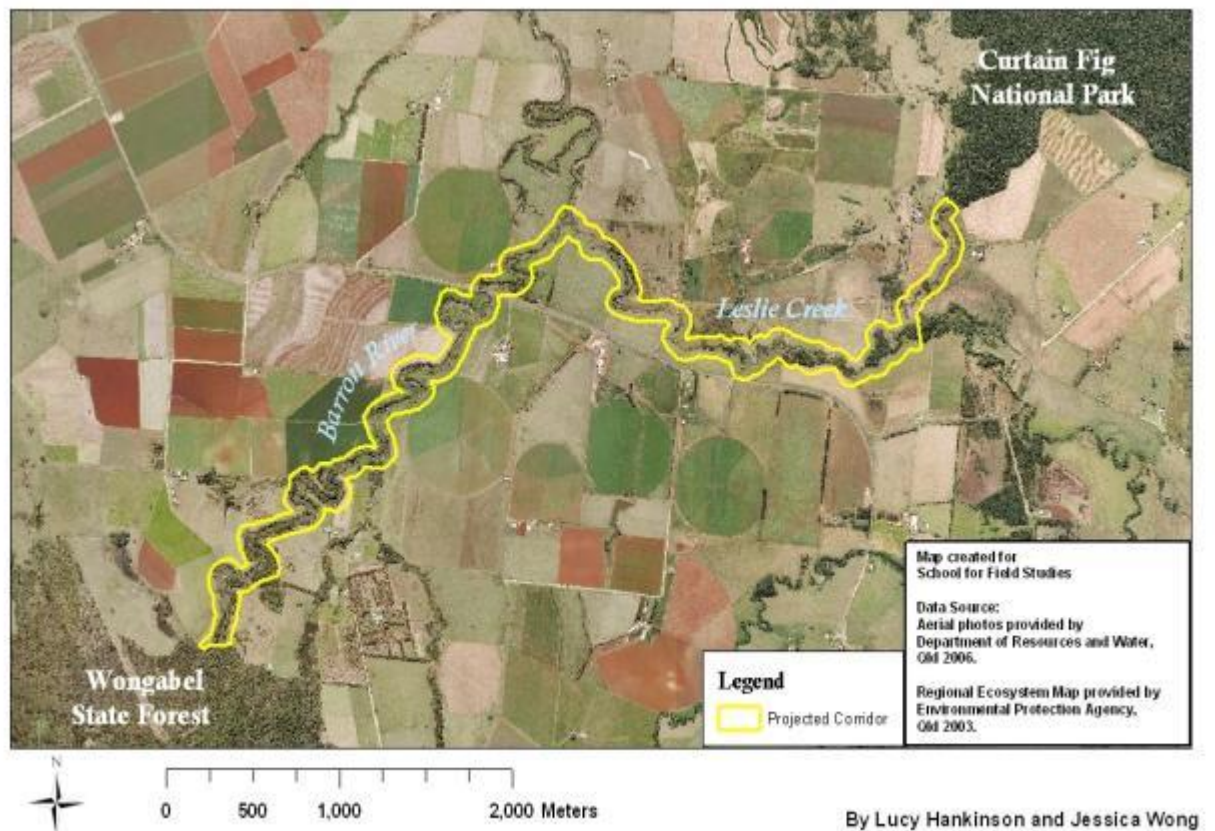 Curtain Fig
National Park
Leslie Creek
Barron River
Wongabel
State Forest
Map created for
School for Field Studies
Data Source:
Aerial photos provided by
Department of Resources and Water,
Qld 2006.
Regional Ecosystem Map provided by
Environmental Protection Agency,
Qld 2003.
Legend
Projected Corridor
N
0 500 1,000 2,000 Meters
By Lucy Hankinson and Jessica Wong